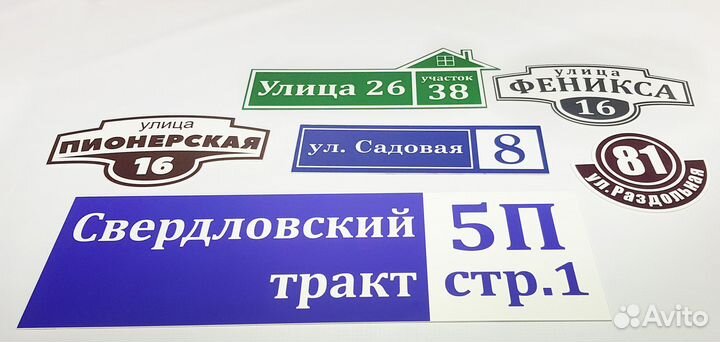 Улица 26
участок
38
улица
ФЕНИКСА
16
улица
ПИОНЕРСКАЯ
16
ул. Садовая
8
81
ул.Раздольная
Свердловский
тракт
5П
стр.1
Avito